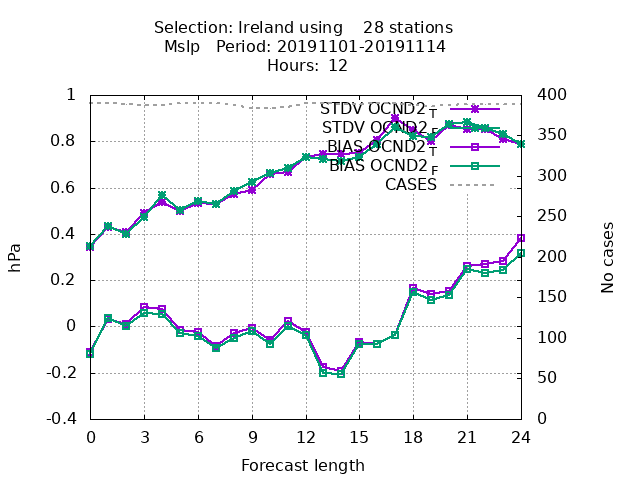 Selection: Ireland using    28 stations
Mslp   Period: 20191101-20191114
Hours:  12
1
0.8
0.6
0.4
0.2
0
-0.2
-0.4
hPa
400
350
300
250
200
150
100
50
0
No cases
STDV OCND2_T
STDV OCND2_F
BIAS OCND2_T
BIAS OCND2_F
CASES
0 3 6 9 12 15 18 21 24
Forecast length